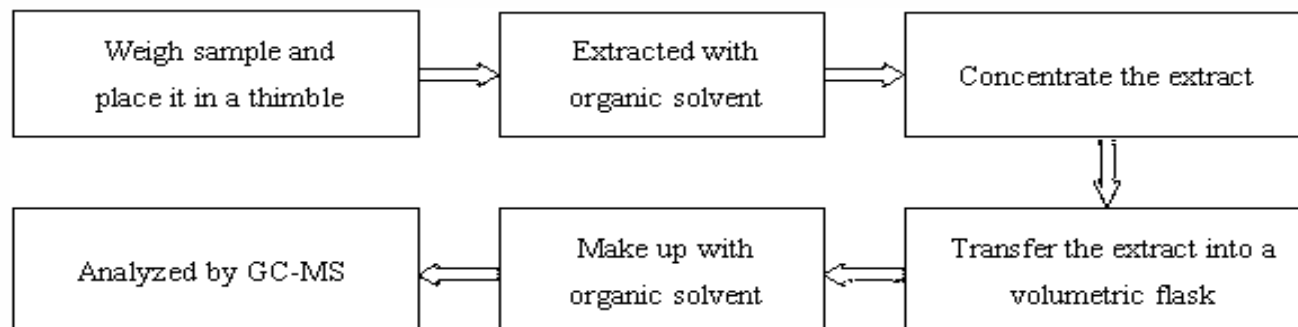 Weigh sample and
place it in a thimble
Extracted with
organic solvent
Concentrate the extract
Transfer the extract into a
volumetric flask
Make up with
organic solvent
Analyzed by GC-MS